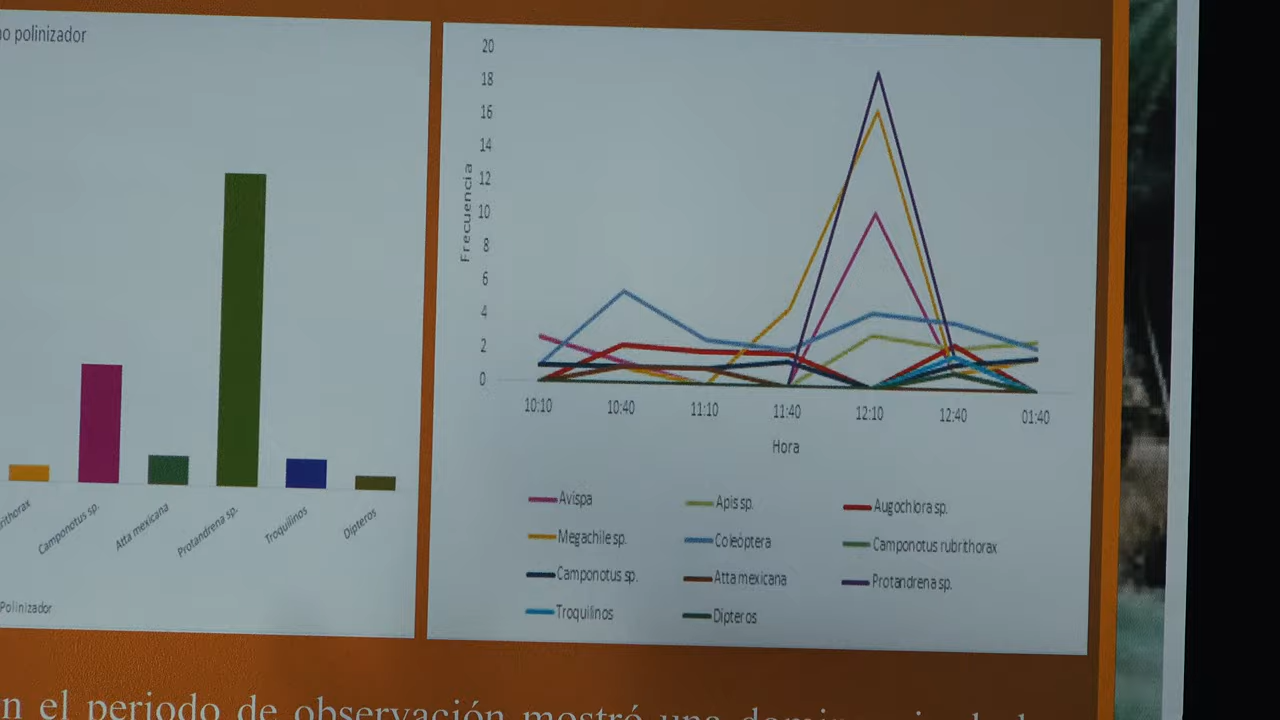 no polinizador
Camponotus sp.
Atta mexicana
Protandrena sp.
Troquilinos
Dipteros
Polinizador
20
18
16
14
12
10
8
6
4
2
0
Frecuencia
10:10 10:40 11:10 11:40 12:10 12:40 01:40
Hora
Avispa Apis sp. Augochlora sp.
Megachile sp. Coleóptera Camponotus rubrithorax
Camponotus sp. Atta mexicana Protandrena sp.
Troquilinos Dipteros
n el periodo de observación mostró una